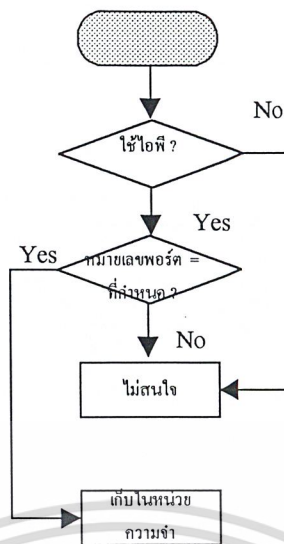 No
ใช้ไอพี ?
Yes
Yes
หมายเลขพอร์ต =
ที่กำหนด ?
No
ไม่สนใจ
เก็บในหน่วย
ความจำ